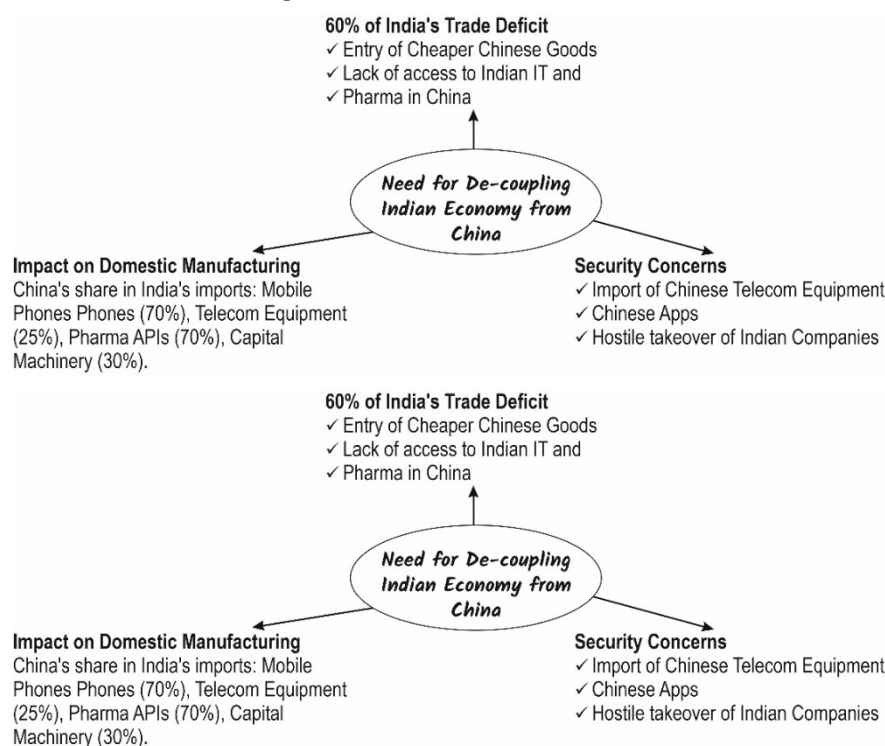 60% of India's Trade Deficit
✓ Entry of Cheaper Chinese Goods
✓ Lack of access to Indian IT and
✓ Pharma in China
Need for De-coupling
Indian Economy from
China
Impact on Domestic Manufacturing
China's share in India's imports: Mobile
Phones Phones (70%), Telecom Equipment
(25%), Pharma APIs (70%), Capital
Machinery (30%).
Security Concerns
✓ Import of Chinese Telecom Equipment
✓ Chinese Apps
✓ Hostile takeover of Indian Companies
60% of India's Trade Deficit
✓ Entry of Cheaper Chinese Goods
✓ Lack of access to Indian IT and
✓ Pharma in China
Need for De-coupling
Indian Economy from
China
Impact on Domestic Manufacturing
China's share in India's imports: Mobile
Phones Phones (70%), Telecom Equipment
(25%), Pharma APIs (70%), Capital
Machinery (30%).
Security Concerns
✓ Import of Chinese Telecom Equipment
✓ Chinese Apps
✓ Hostile takeover of Indian Companies